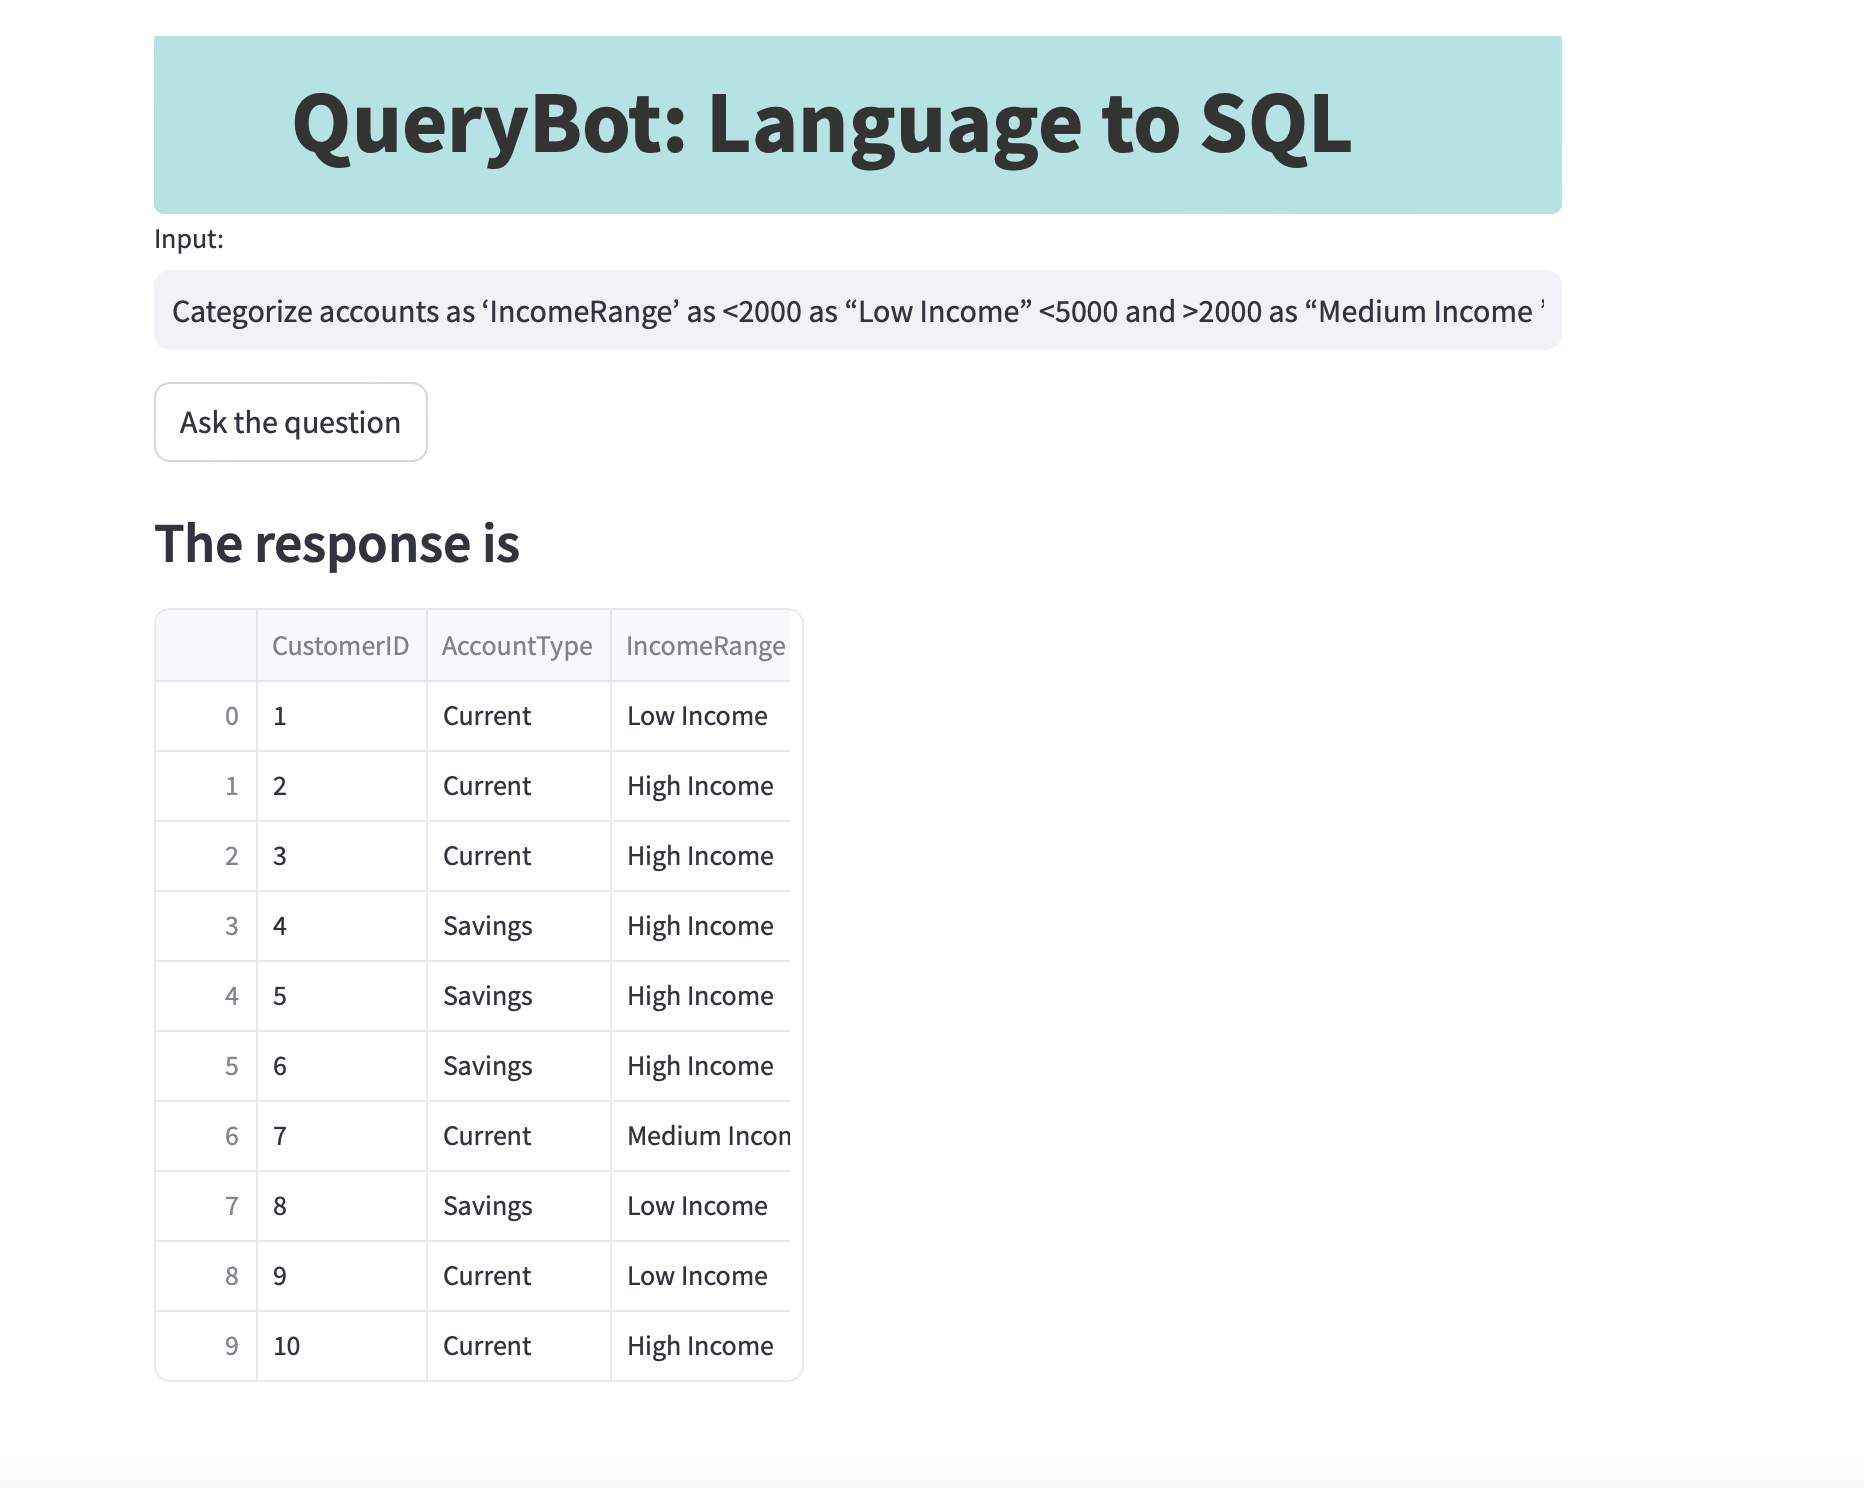 QueryBot: Language to SQL
Input:
Categorize accounts as ‘IncomeRange’ as <2000 as “Low Income” <5000 and >2000 as “Medium Income ’
Ask the question
The response is
CustomerID AccountType IncomeRange
0 1 Current Low Income
1 2 Current High Income
2 3 Current High Income
3 4 Savings High Income
4 5 Savings High Income
5 6 Savings High Income
6 7 Current Medium Incom
7 8 Savings Low Income
8 9 Current Low Income
9 10 Current High Income